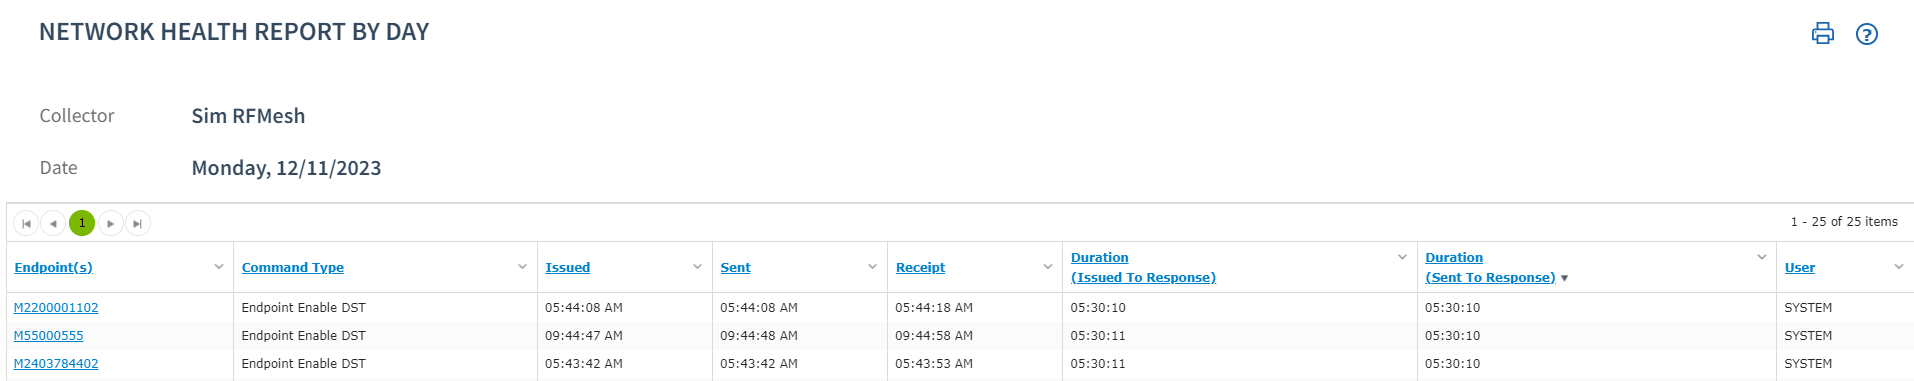 NETWORK HEALTH REPORT BY DAY
Collector Sim RFMesh
Date Monday, 12/11/2023
1 1 - 25 of 25 items
Endpoint(s) Command Type Issued Sent Receipt Duration (Issued To Response) Duration (Sent To Response) User
M2200001102 Endpoint Enable DST 05:44:08 AM 05:44:08 AM 05:44:18 AM 05:30:10 05:30:10 SYSTEM
M55000555 Endpoint Enable DST 09:44:47 AM 09:44:48 AM 09:44:58 AM 05:30:11 05:30:10 SYSTEM
M2403784402 Endpoint Enable DST 05:43:42 AM 05:43:42 AM 05:43:53 AM 05:30:11 05:30:10 SYSTEM